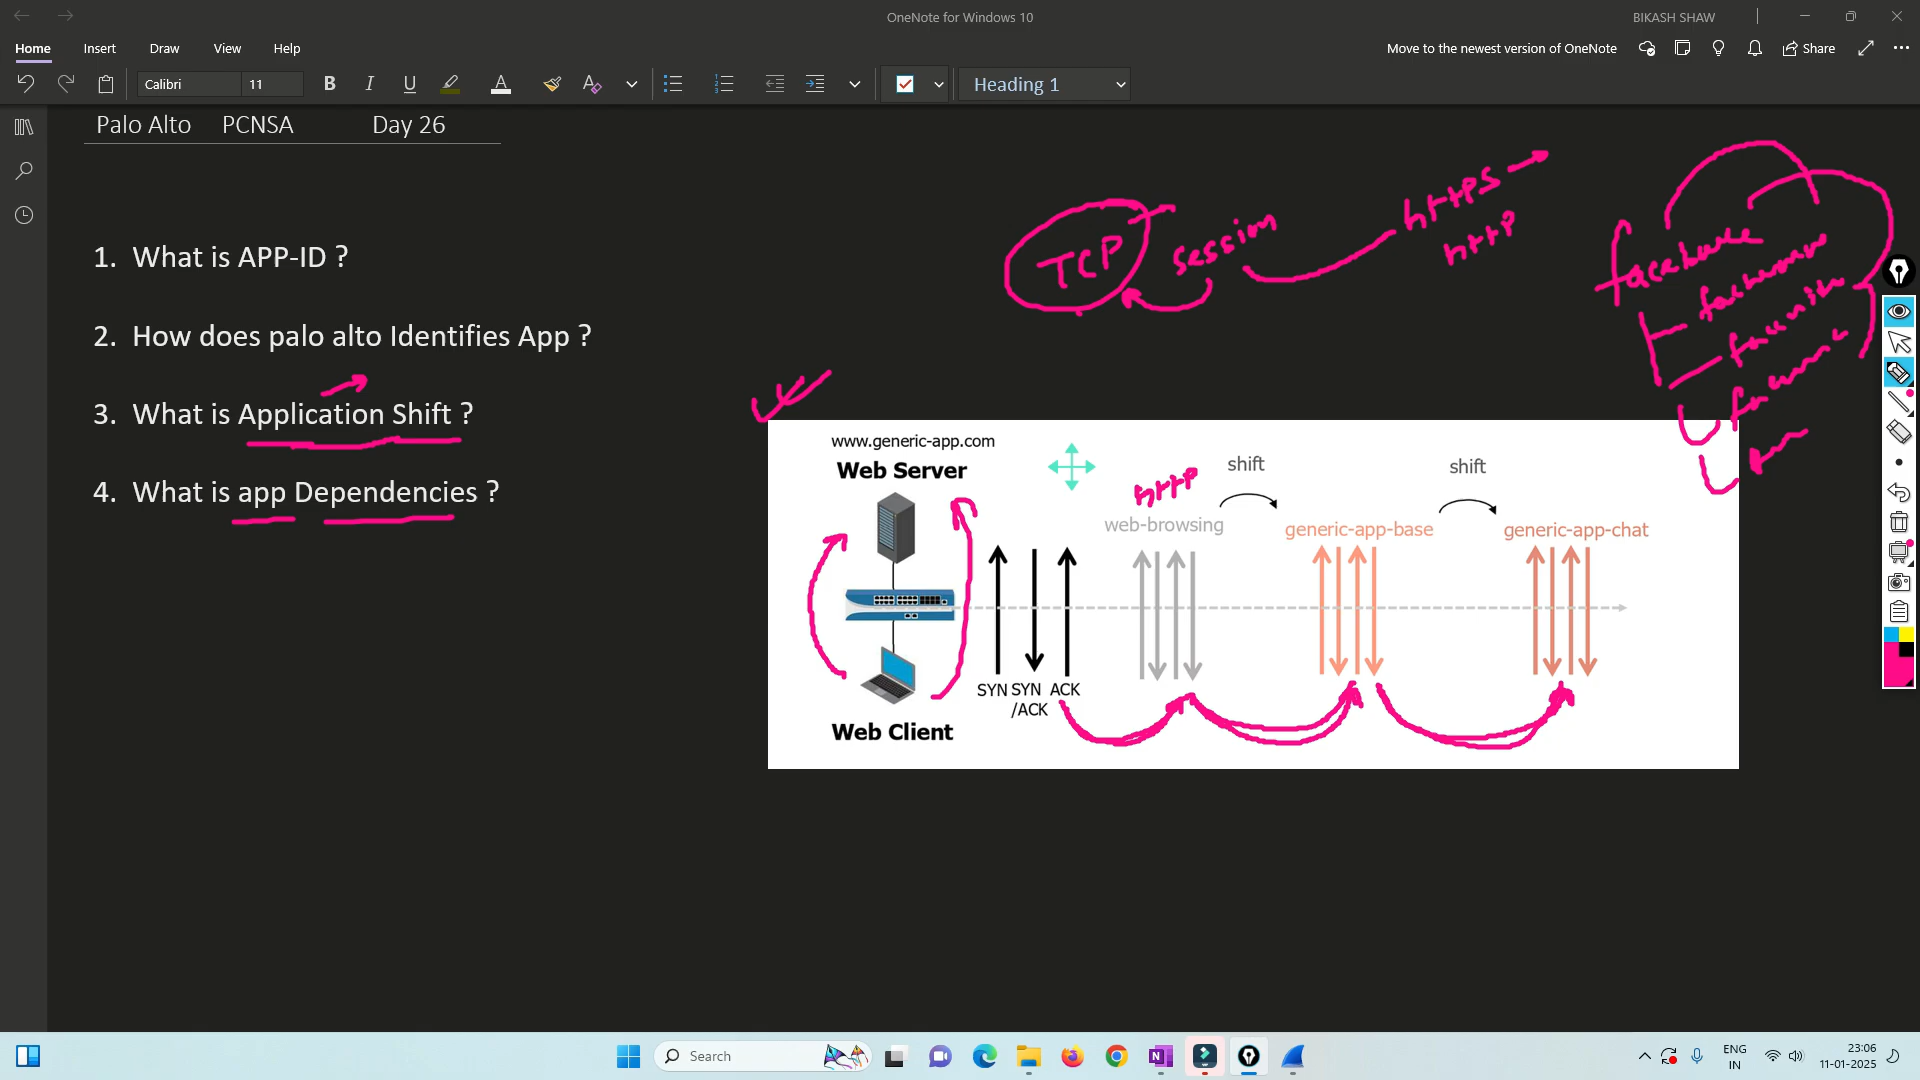 OneNote for Windows 10
BIKASH SHAW
Home Insert Draw View Help
Move to the newest version of OneNote
Share
Calibri 11 B I U A A Heading 1
Palo Alto PCNSA Day 26
1. What is APP-ID ?
2. How does palo alto Identifies App ?
3. What is Application Shift ?
4. What is app Dependencies ?
TCP session https
http
www.generic-app.com
Web Server
http
shift
shift
web-browsing
generic-app-base
generic-app-chat
SYN SYN ACK
/ACK
Web Client
Search
ENG
IN
23:06
11-01-2025